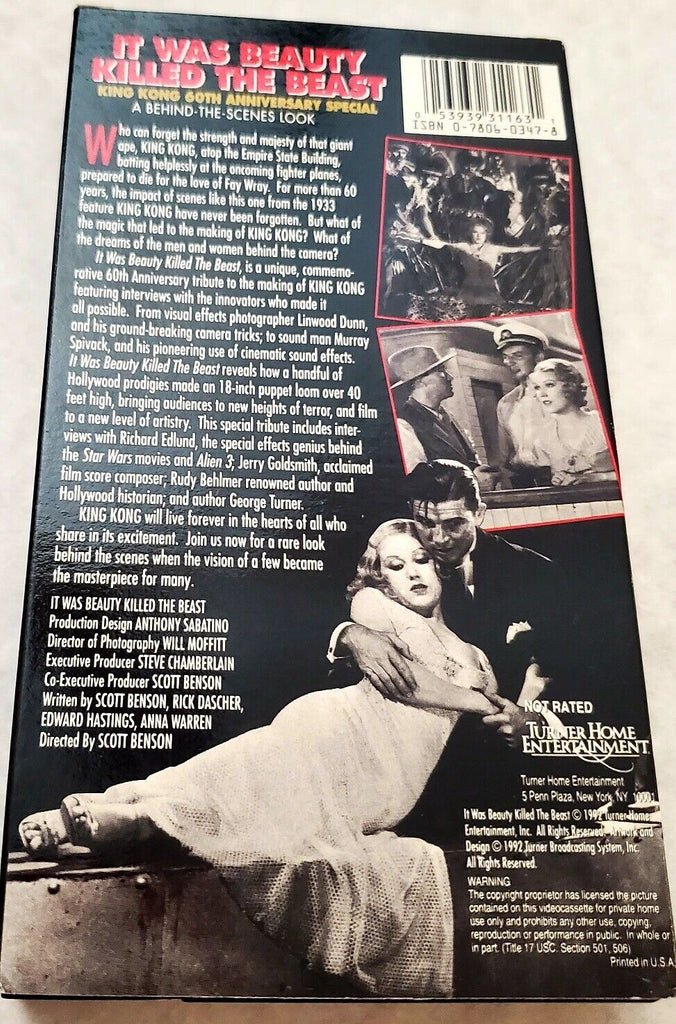 IT WAS BEAUTY
KILLED THE BEAST
KING KONG 60TH ANNIVERSARY SPECIAL
A BEHIND-THE-SCENES LOOK
0 53939 31163 1
ISBN 0-7806-0347-8
Who can forget the strength and majesty of that giant
ape, KING KONG, atop the Empire State Building,
batting helplessly at the oncoming fighter planes,
prepared to die for the love of Fay Wray. For more than 60
years, the impact of scenes like this one from the 1933
feature KING KONG have never been forgotten. But what of
the magic that led to the making of KING KONG? What of
the dreams of the men and women behind the camera?
It Was Beauty Killed The Beast, is a unique, commemo-
rative 60th Anniversary tribute to the making of KING KONG
featuring interviews with the innovators who made it
all possible. From visual effects photographer Linwood Dunn,
and his ground-breaking camera tricks; to sound man Murray
Spivack, and his pioneering use of cinematic sound effects.
It Was Beauty Killed The Beast reveals how a handful of
Hollywood prodigies made an 18-inch puppet loom over 40
feet high, bringing audiences to new heights of terror, and film
to a new level of artistry. This special tribute includes inter-
views with Richard Edlund, the special effects genius behind
the Star Wars movies and Alien 3; Jerry Goldsmith, acclaimed
film score composer; Rudy Behlmer renowned author and
Hollywood historian; and author George Turner.
KING KONG will live forever in the hearts of all who
share in its excitement. Join us now for a rare look
behind the scenes when the vision of a few became
the masterpiece for many.
IT WAS BEAUTY KILLED THE BEAST
Production Design ANTHONY SABATINO
Director of Photography WILL MOFFITT
Executive Producer STEVE CHAMBERLAIN
Co-Executive Producer SCOTT BENSON
Written by SCOTT BENSON, RICK DASCHER,
EDWARD HASTINGS, ANNA WARREN
Directed By SCOTT BENSON
NOT RATED
TURNER HOME
ENTERTAINMENT
Turner Home Entertainment
5 Penn Plaza, New York, NY 10001
It Was Beauty Killed The Beast © 1992 Turner Home
Entertainment, Inc. All Rights Reserved. Artwork and
Design © 1992 Turner Broadcasting System, Inc.
All Rights Reserved.
WARNING
The copyright proprietor has licensed the picture
contained on this videocassette for private home
use only and prohibits any other use, copying,
reproduction or performance in public. In whole or
in part. (Title 17 USC. Section 501, 506)
Printed in U.S.A.